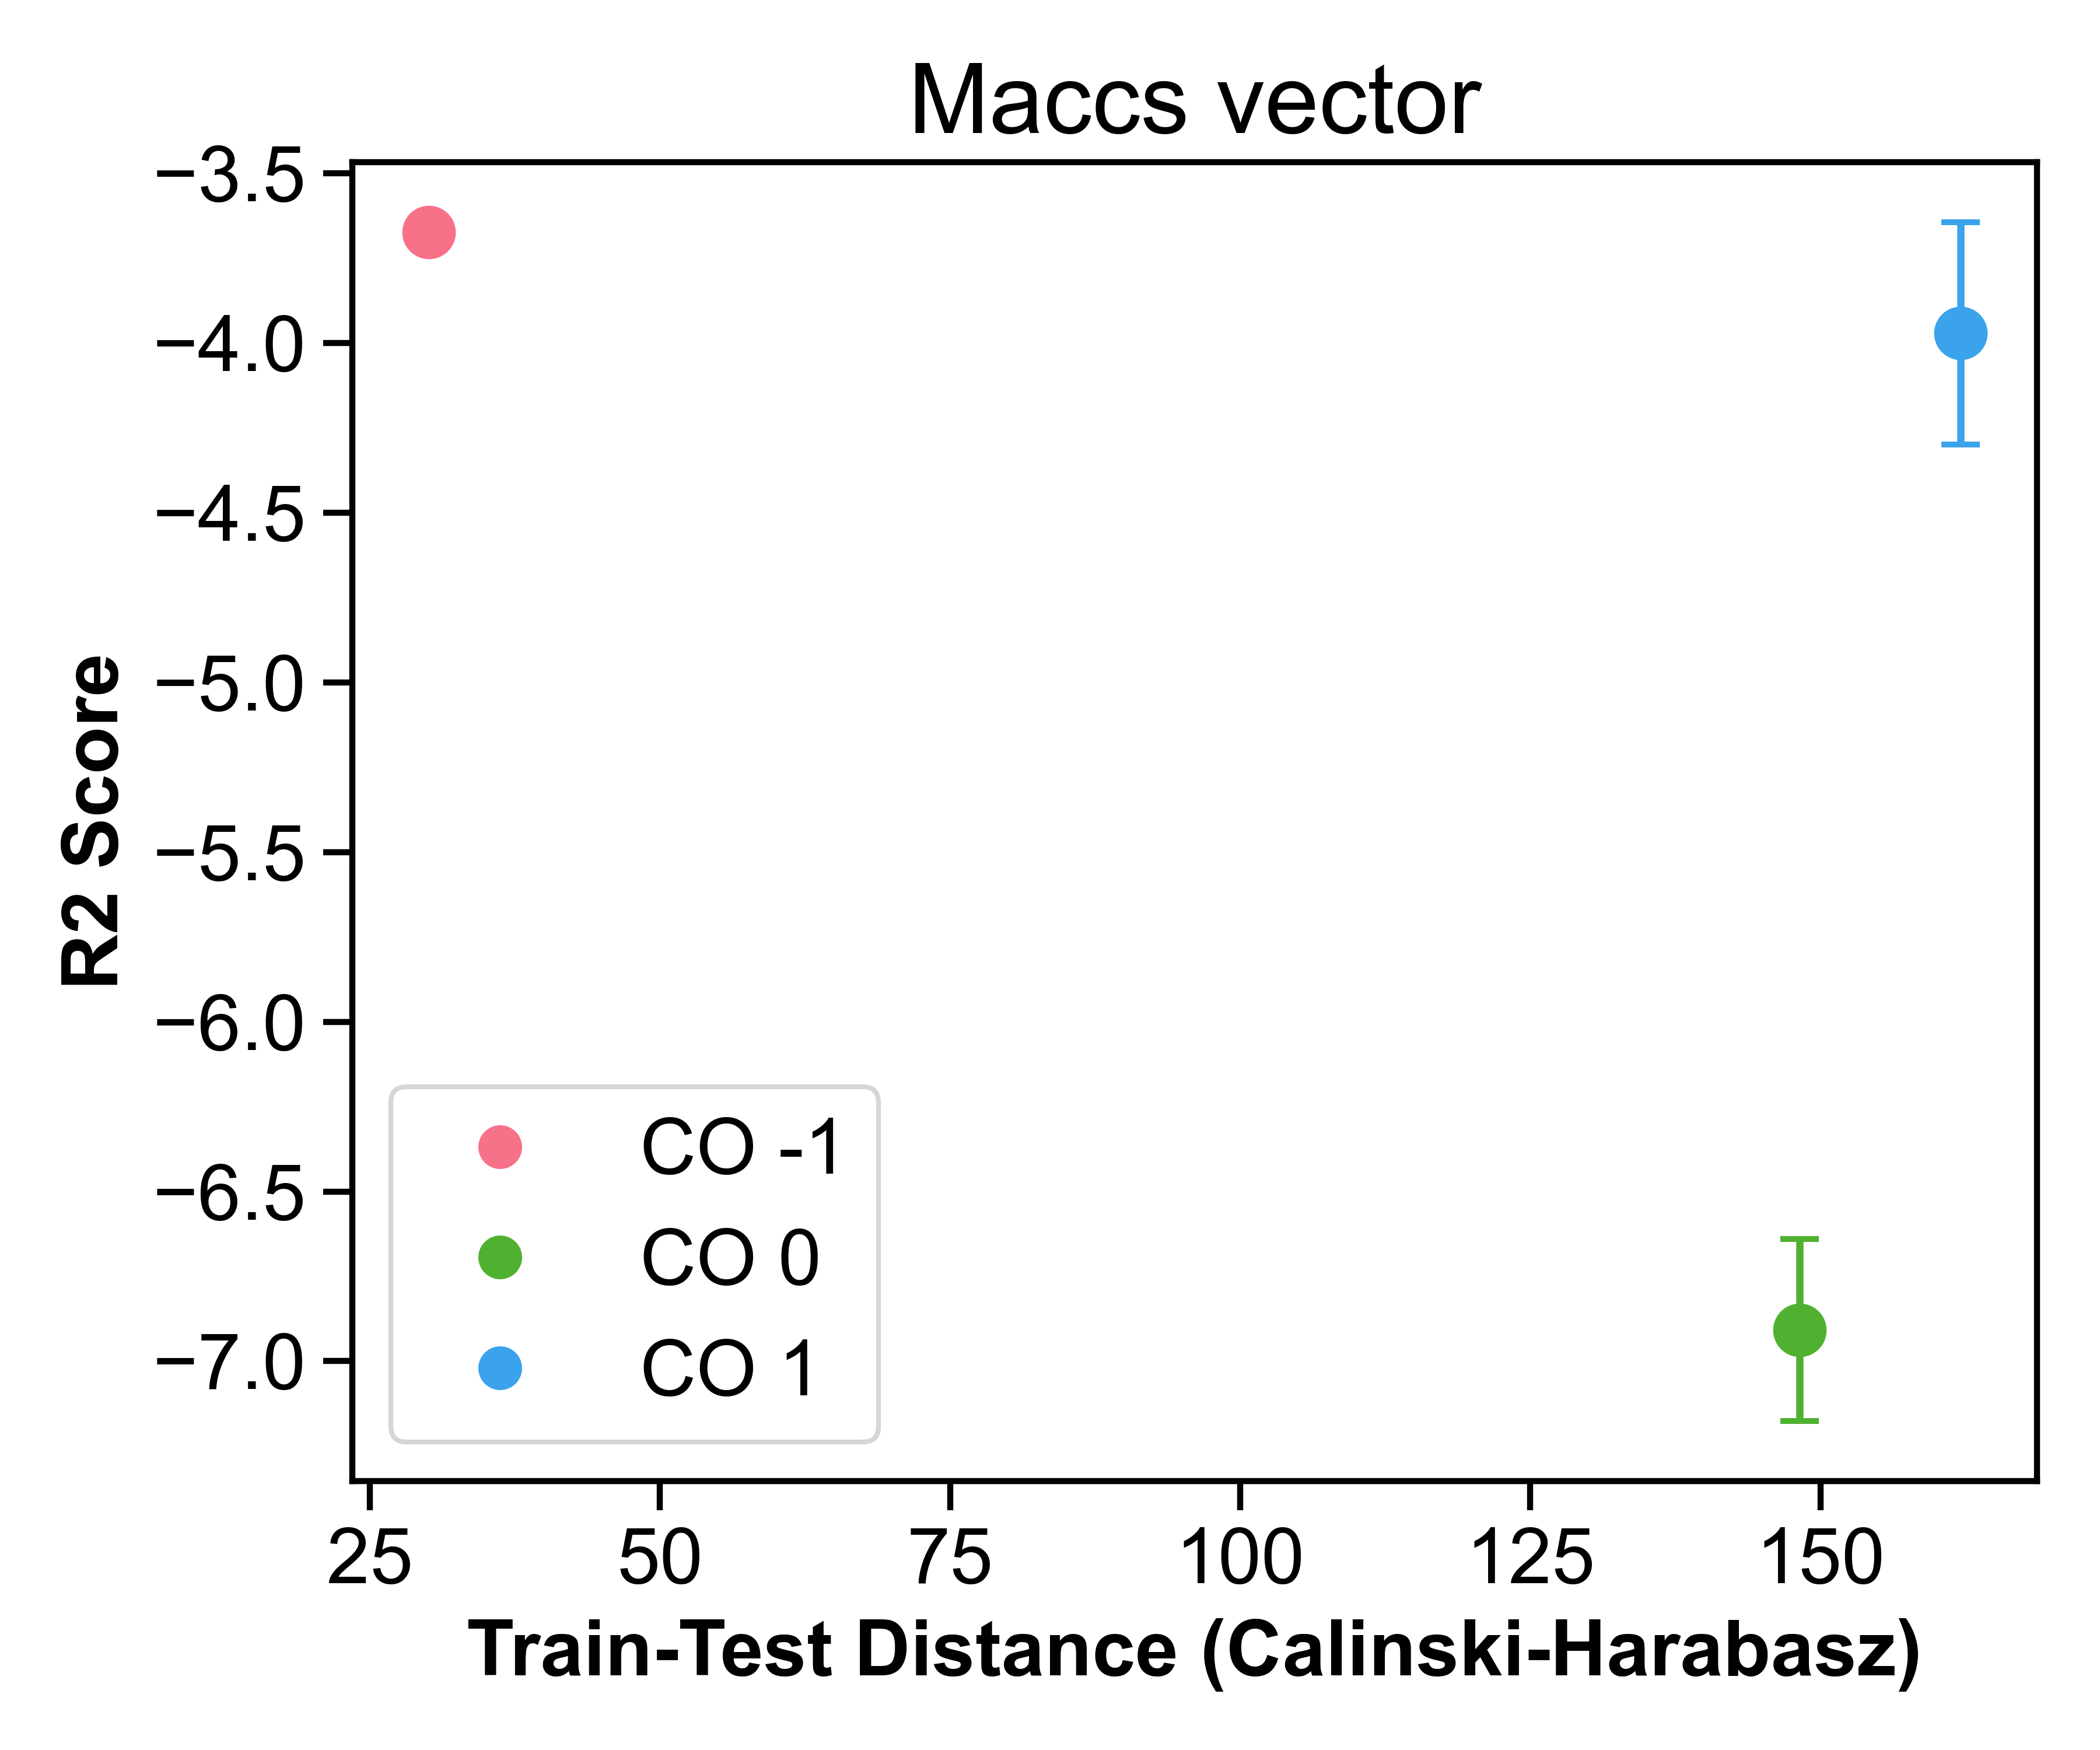 Maccs vector
−3.5
−4.0
−4.5
−5.0
−5.5
−6.0
−6.5
−7.0
R2 Score
CO -1
CO 0
CO 1
25 50 75 100 125 150
Train-Test Distance (Calinski-Harabasz)